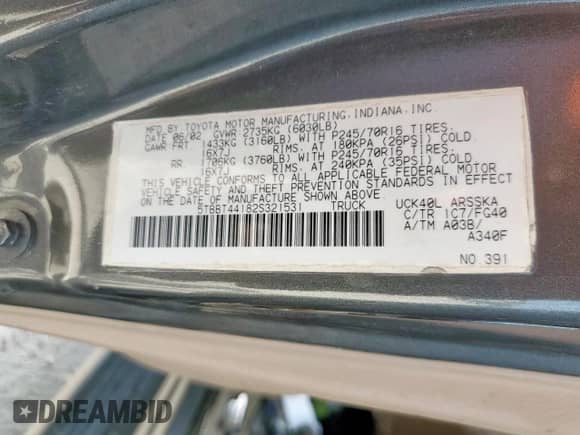 MFG BY TOYOTA MOTOR MANUFACTURING, INDIANA, INC.
DATE 06/02 GVWR 2735KG (6030LB)
GAWR FRT 1433KG (3160LB) WITH P245/70R16 TIRES.
16X7J RIMS. AT 180KPA (26PSI) COLD
RR 1706KG (3760LB) WITH P245/70R16 TIRES.
16X7J RIMS. AT 240KPA (35PSI) COLD
THIS VEHICLE CONFORMS TO ALL APPLICABLE FEDERAL MOTOR
VEHICLE SAFETY AND THEFT PREVENTION STANDARDS IN EFFECT
ON THE DATE OF MANUFACTURE SHOWN ABOVE
5TBBT44182S321531 TRUCK
UCK40L ARSSKA
C/TR 1C7/FG40
A/TM A03B/
A340F
NO. 391
DREAMBID